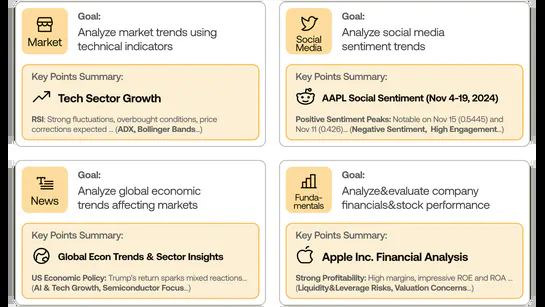 Market
Goal:
Analyze market trends using
technical indicators
Key Points Summary:
Tech Sector Growth
RSI: Strong fluctuations, overbought conditions, price
corrections expected ... (ADX, Bollinger Bands...)
Social
Media
Goal:
Analyze social media
sentiment trends
Key Points Summary:
AAPL Social Sentiment (Nov 4-19, 2024)
Positive Sentiment Peaks: Notable on Nov 15 (0.5445) and
Nov 11 (0.426)... (Negative Sentiment, High Engagement...)
News
Goal:
Analyze global economic
trends affecting markets
Key Points Summary:
Global Econ Trends & Sector Insights
US Economic Policy: Trump's return sparks mixed reactions...
(AI & Tech Growth, Semiconductor Focus...)
Funda-
mentals
Goal:
Analyze&evaluate company
financials&stock performance
Key Points Summary:
Apple Inc. Financial Analysis
Strong Profitability: High margins, impressive ROE and ROA ...
(Liquidity&Leverage Risks, Valuation Concerns...)